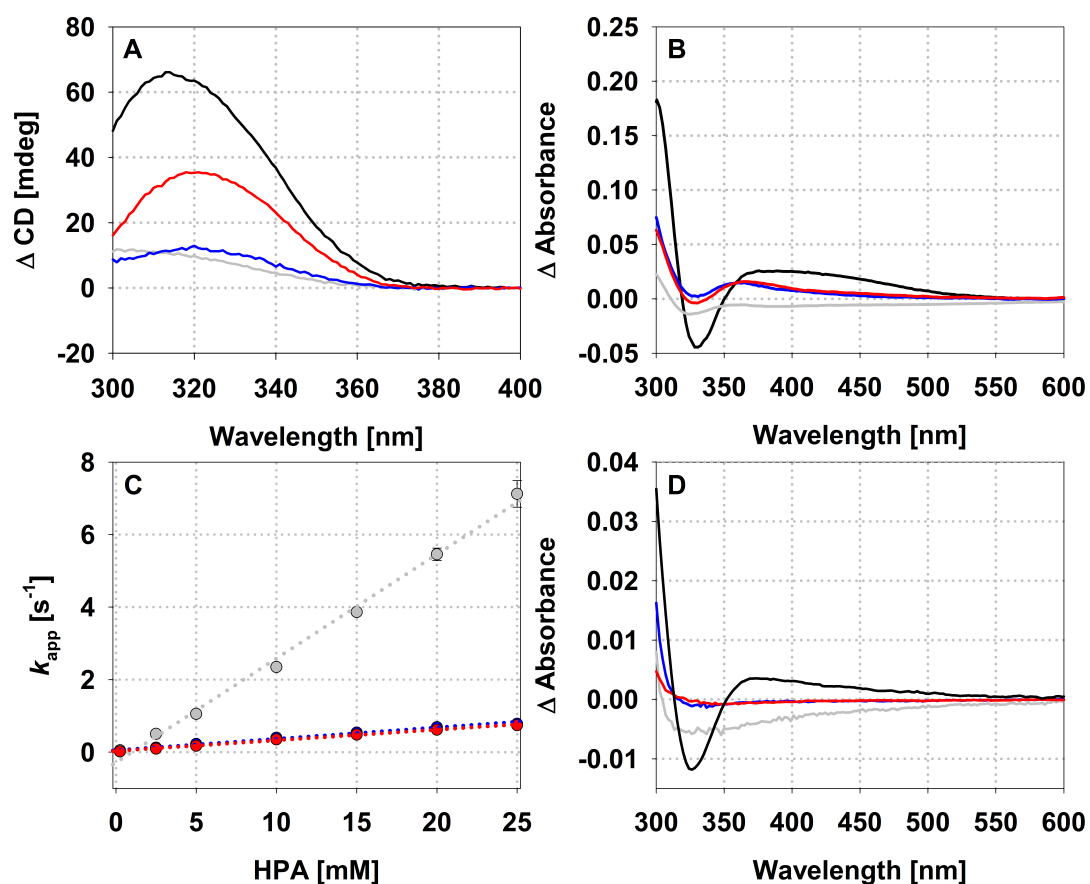 A
Δ CD [mdeg]
80
60
40
20
0
-20
300 320 340 360 380 400
Wavelength [nm]
B
Δ Absorbance
0.25
0.20
0.15
0.10
0.05
0.00
-0.05
300 350 400 450 500 550 600
Wavelength [nm]
C
kapp [s-1]
8
6
4
2
0
0 5 10 15 20 25
HPA [mM]
D
Δ Absorbance
0.04
0.03
0.02
0.01
0.00
-0.01
300 350 400 450 500 550 600
Wavelength [nm]